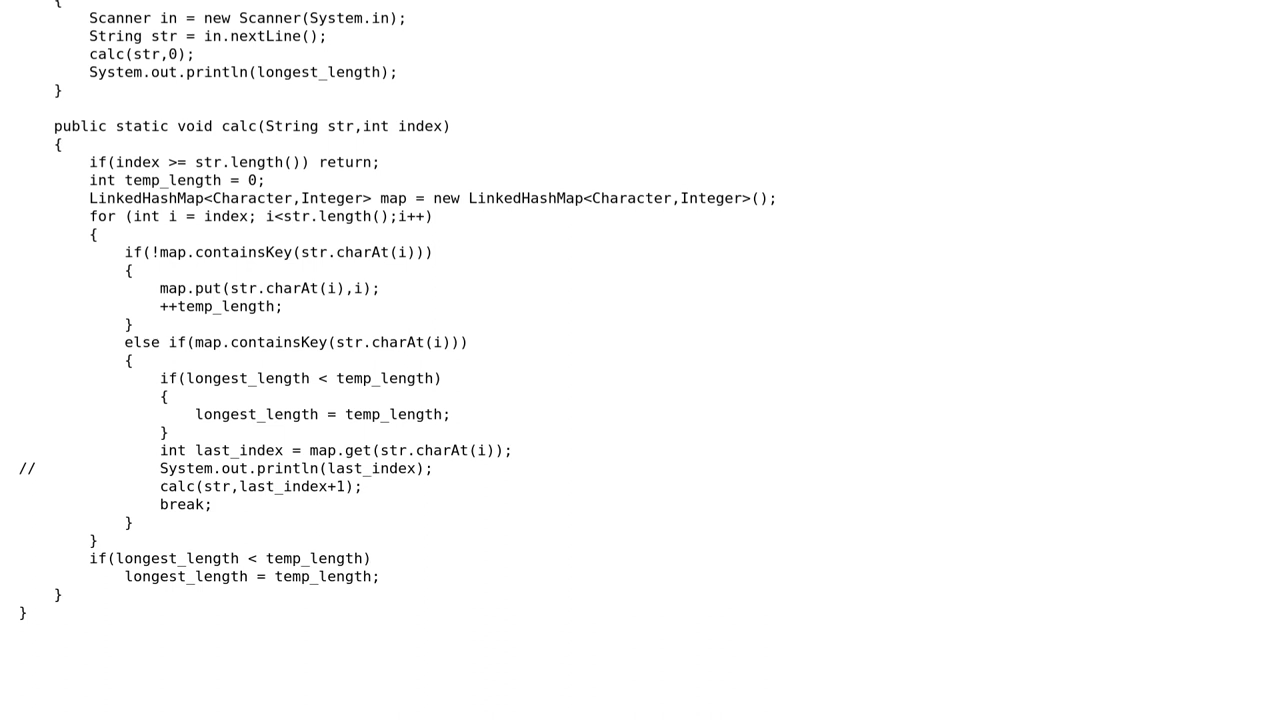 {
Scanner in = new Scanner(System.in);
String str = in.nextLine();
calc(str,0);
System.out.println(longest_length);
}
public static void calc(String str,int index)
{
if(index >= str.length()) return;
int temp_length = 0;
LinkedHashMap<Character,Integer> map = new LinkedHashMap<Character,Integer>();
for (int i = index; i<str.length();i++)
{
if(!map.containsKey(str.charAt(i)))
{
map.put(str.charAt(i),i);
++temp_length;
}
else if(map.containsKey(str.charAt(i)))
{
if(longest_length < temp_length)
{
longest_length = temp_length;
}
int last_index = map.get(str.charAt(i));
// System.out.println(last_index);
calc(str,last_index+1);
break;
}
}
if(longest_length < temp_length)
longest_length = temp_length;
}
}